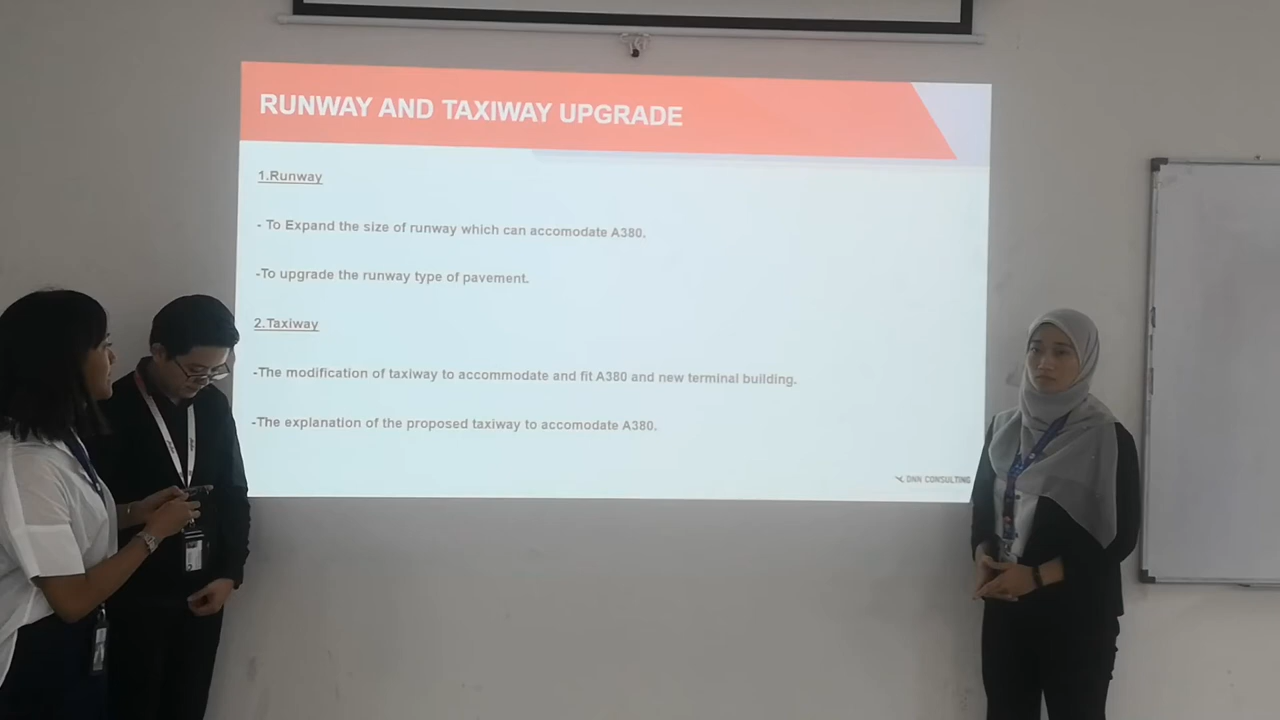 RUNWAY AND TAXIWAY UPGRADE
1.Runway
- To Expand the size of runway which can accomodate A380.
-To upgrade the runway type of pavement.
2.Taxiway
-The modification of taxiway to accommodate and fit A380 and new terminal building.
-The explanation of the proposed taxiway to accomodate A380.
DNN CONSULTING